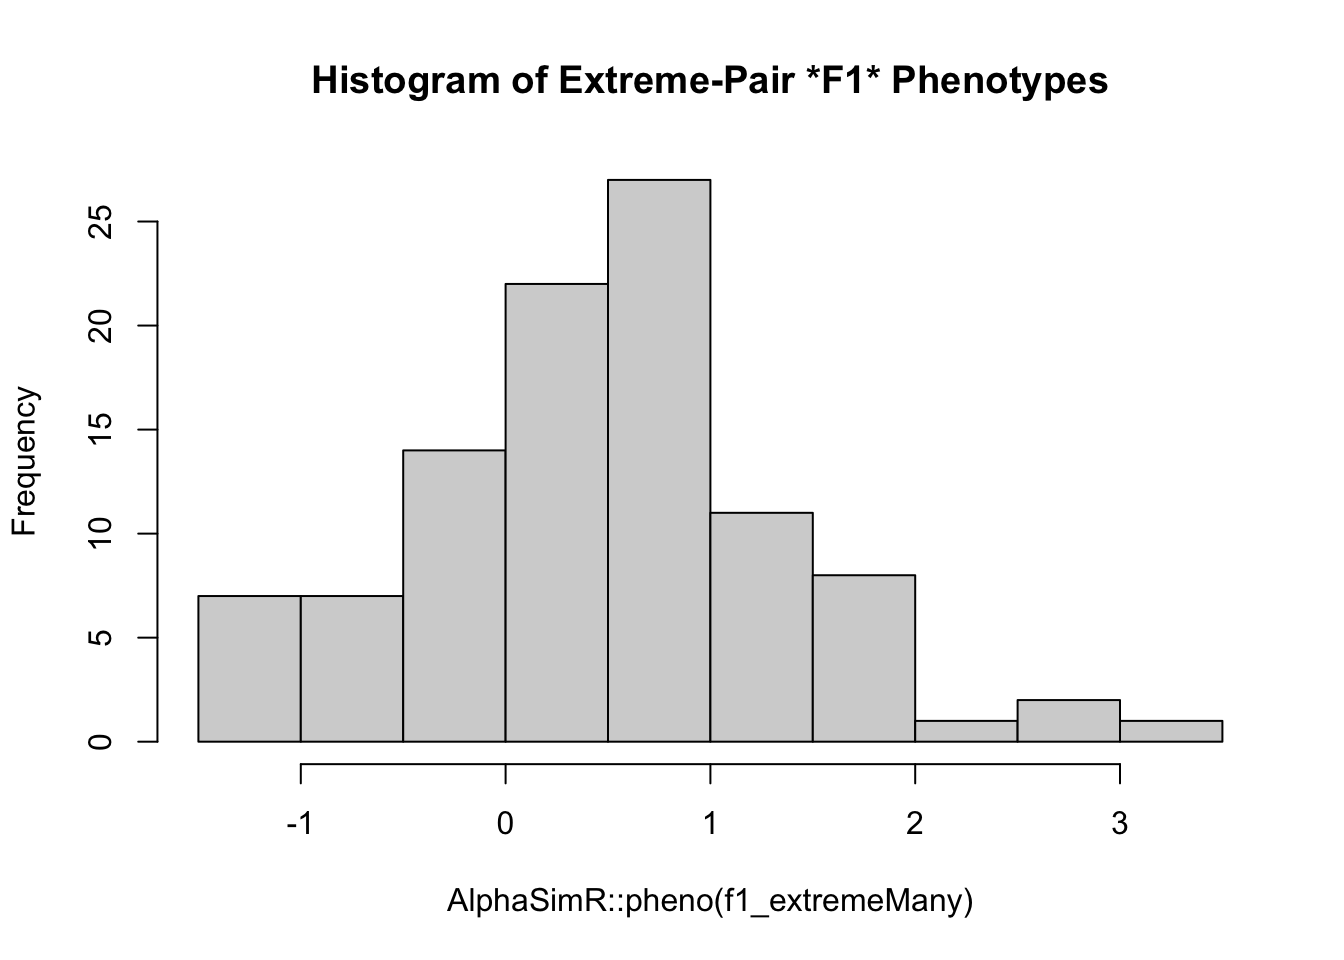 Histogram of Extreme-Pair *F1* Phenotypes
Frequency
25
20
15
10
5
0
-1 0 1 2 3
AlphaSimR::pheno(f1_extremeMany)